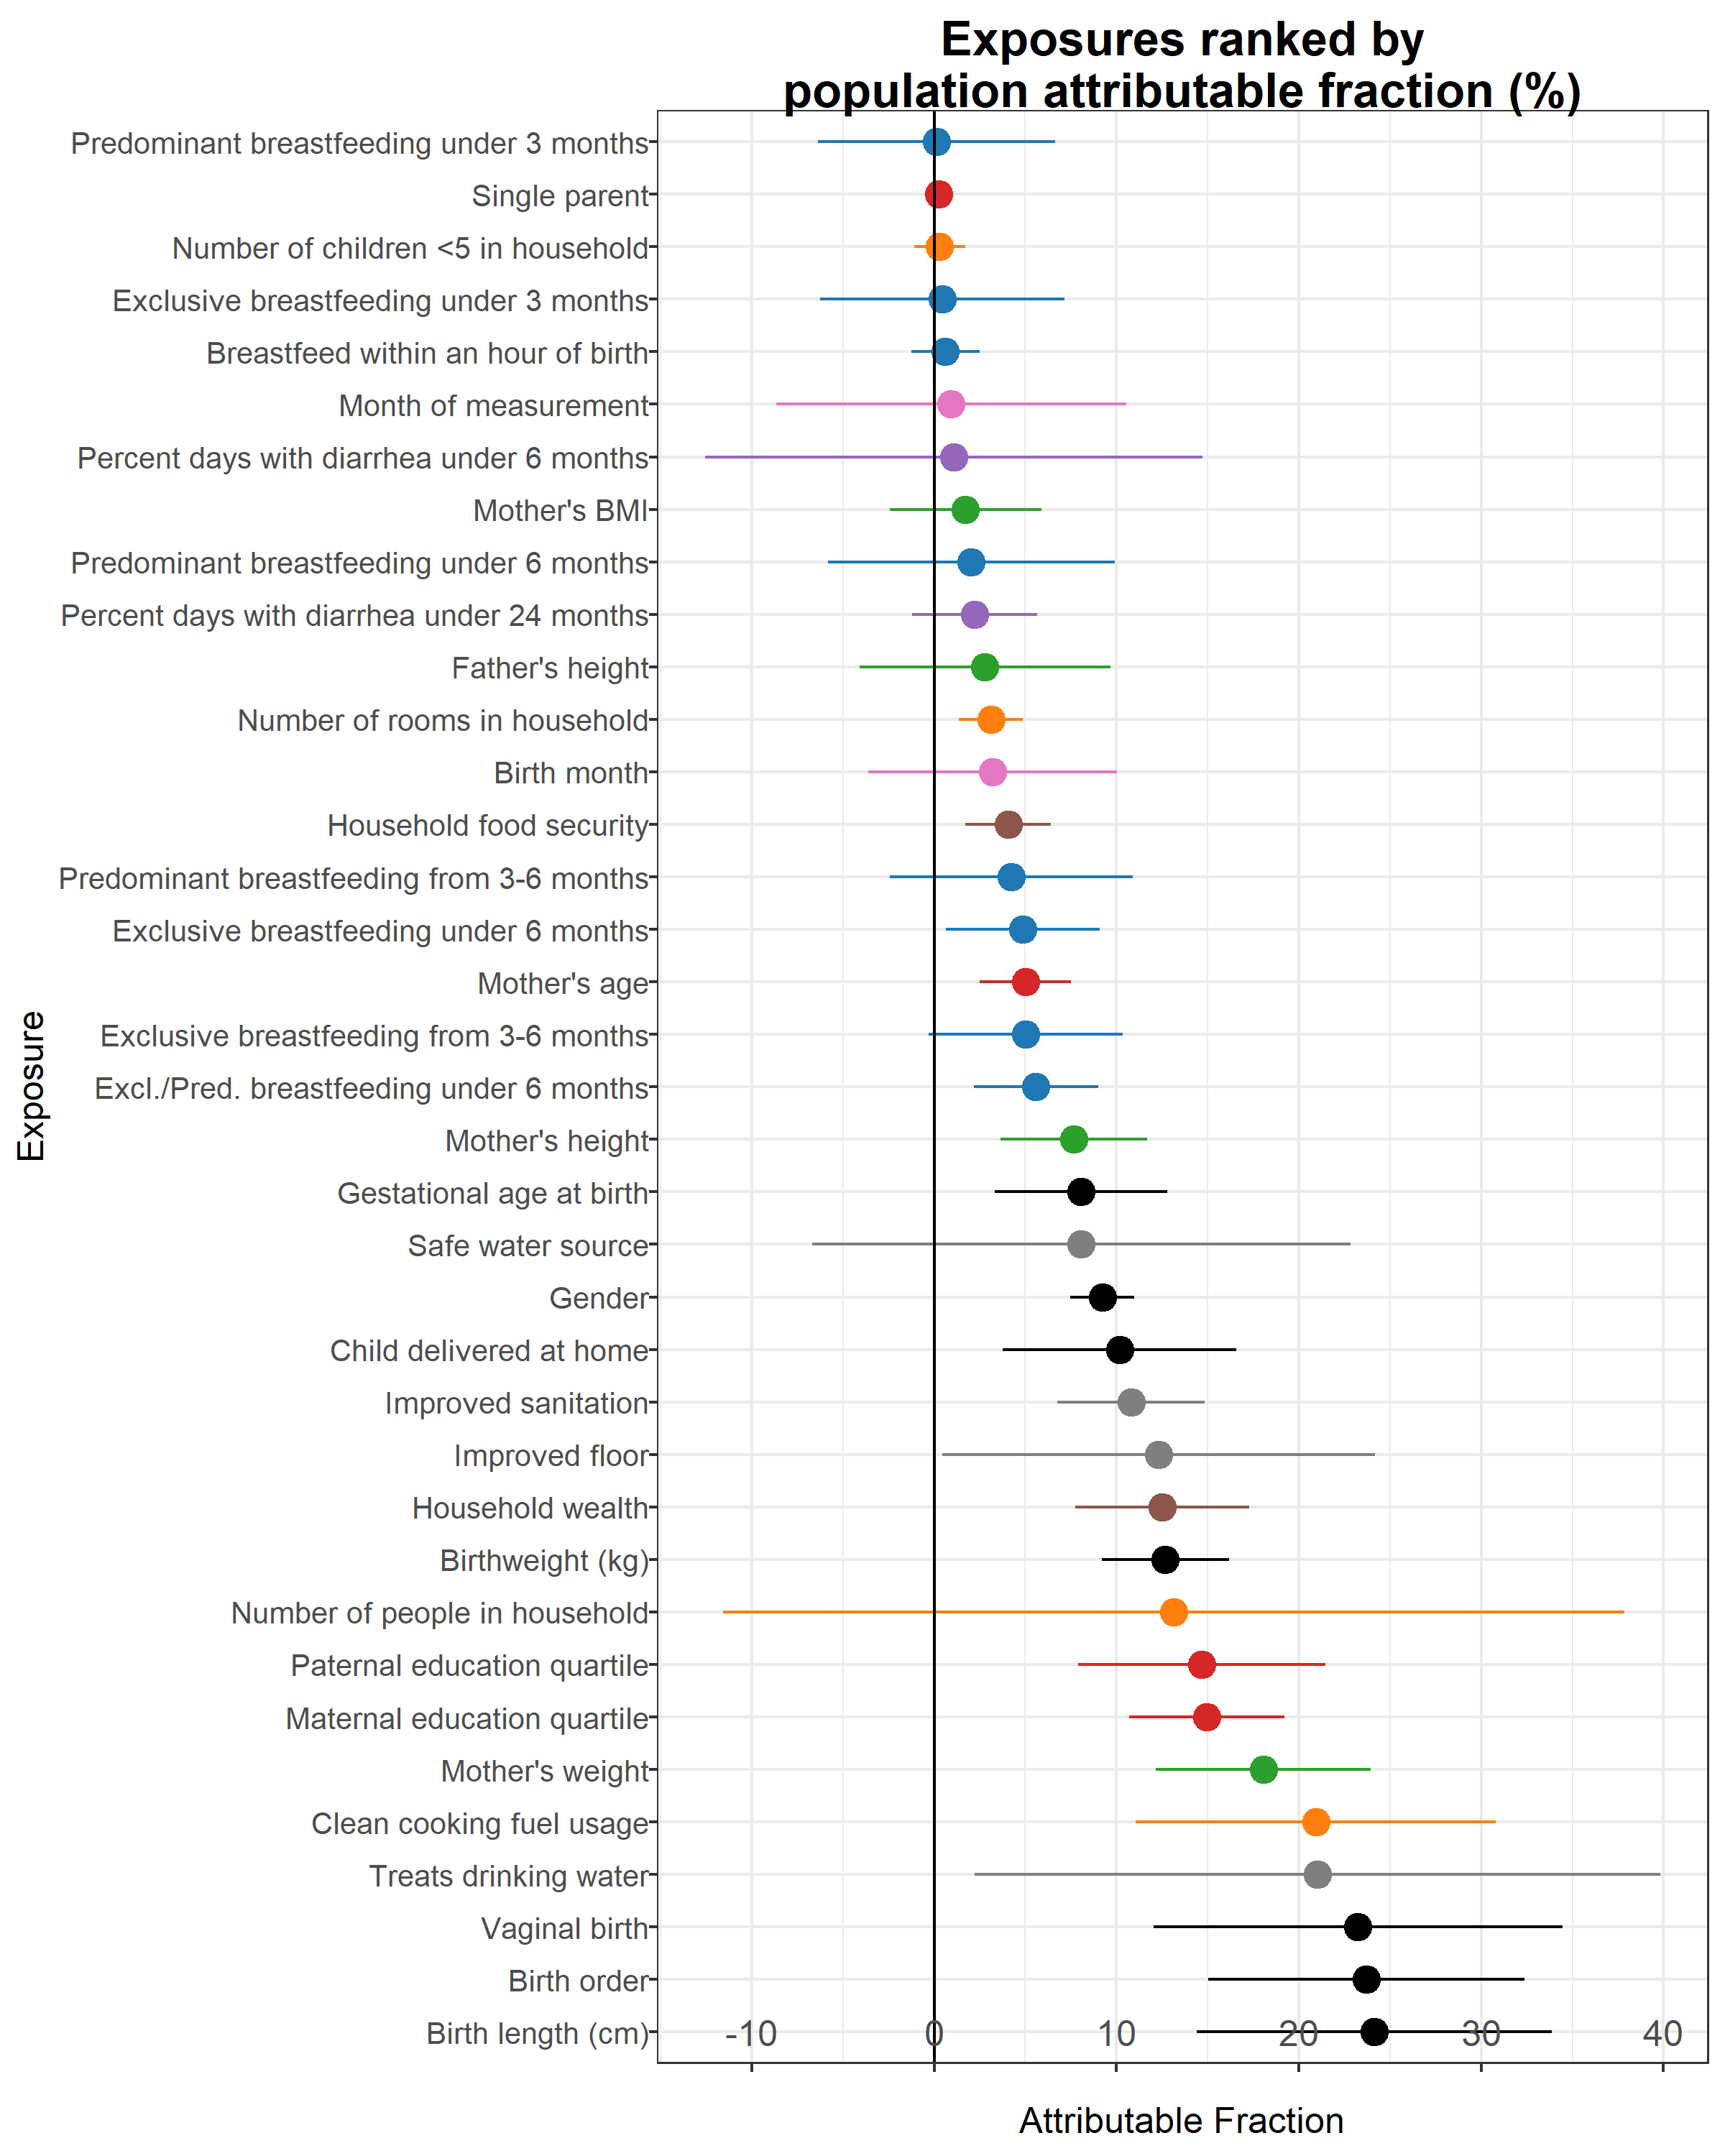 Exposures ranked by
population attributable fraction (%)
Predominant breastfeeding under 3 months
Single parent
Number of children <5 in household
Exclusive breastfeeding under 3 months
Breastfeed within an hour of birth
Month of measurement
Percent days with diarrhea under 6 months
Mother's BMI
Predominant breastfeeding under 6 months
Percent days with diarrhea under 24 months
Father's height
Number of rooms in household
Birth month
Household food security
Predominant breastfeeding from 3-6 months
Exclusive breastfeeding under 6 months
Mother's age
Exclusive breastfeeding from 3-6 months
Excl./Pred. breastfeeding under 6 months
Mother's height
Gestational age at birth
Safe water source
Gender
Child delivered at home
Improved sanitation
Improved floor
Household wealth
Birthweight (kg)
Number of people in household
Paternal education quartile
Maternal education quartile
Mother's weight
Clean cooking fuel usage
Treats drinking water
Vaginal birth
Birth order
Birth length (cm)
Exposure
-10 0 10 20 30 40
Attributable Fraction